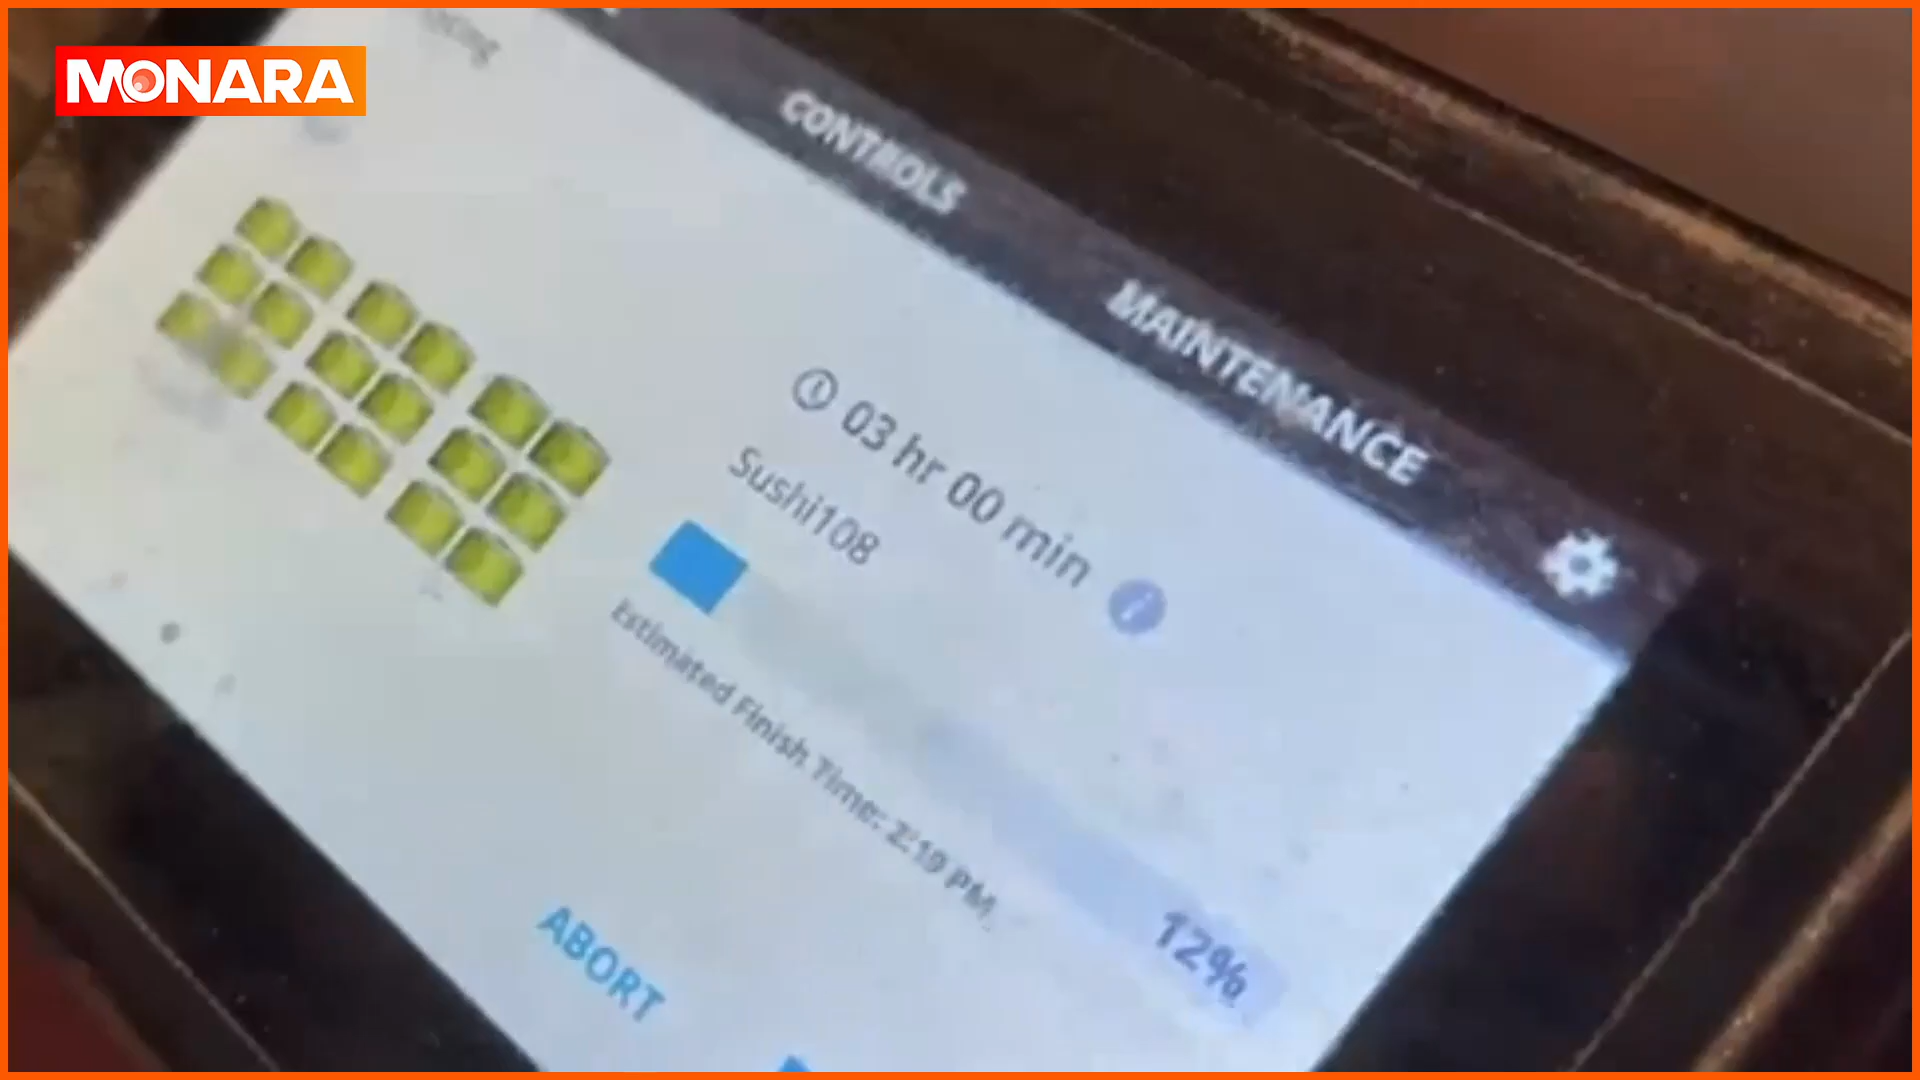 MONARA
CONTROLS
MAINTENANCE
03 hr 00 min
Sushi108
Estimated Finish Time: 2:19 PM
12%
ABORT